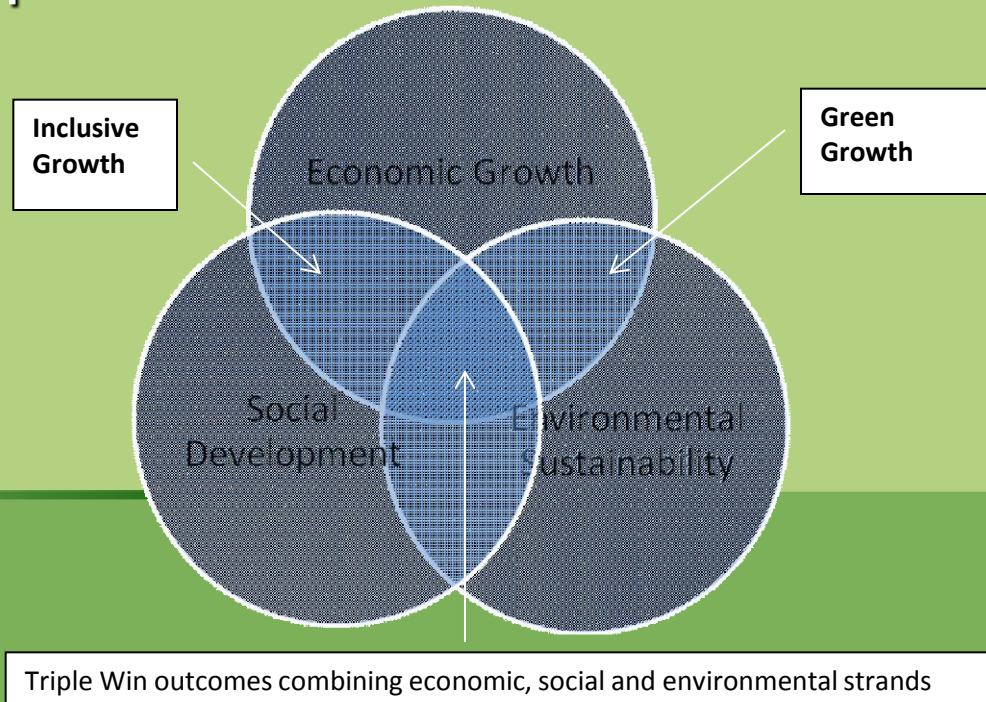 Inclusive
Growth
Green
Growth
Economic Growth
Social
Development
Environmental
Sustainability
Triple Win outcomes combining economic, social and environmental strands